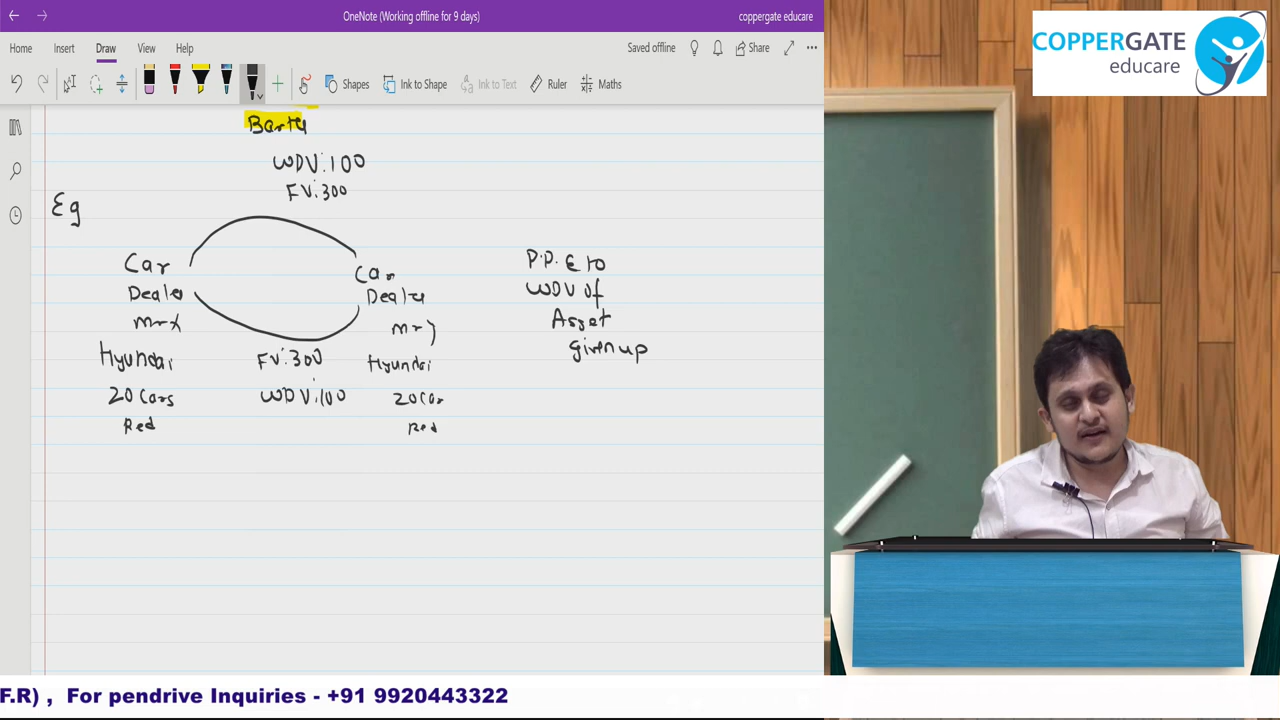 OneNote (Working offline for 9 days)
coppergate educare
Home Insert Draw View Help
Saved offline
Share
Shapes
Ink to Shape
Ink to Text
Ruler
Maths
COPPERGATE
educare
Barter
WDV:100
FV:300
Eg
Car
Dealer
Mr X
Hyundai
20 Cars
Red
FV:300
WDV:100
Car
Dealer
Mr Y
Hyundai
20 Car
Red
P.P.E to
WDV of
Asset
given up
F.R) , For pendrive Inquiries - +91 9920443322